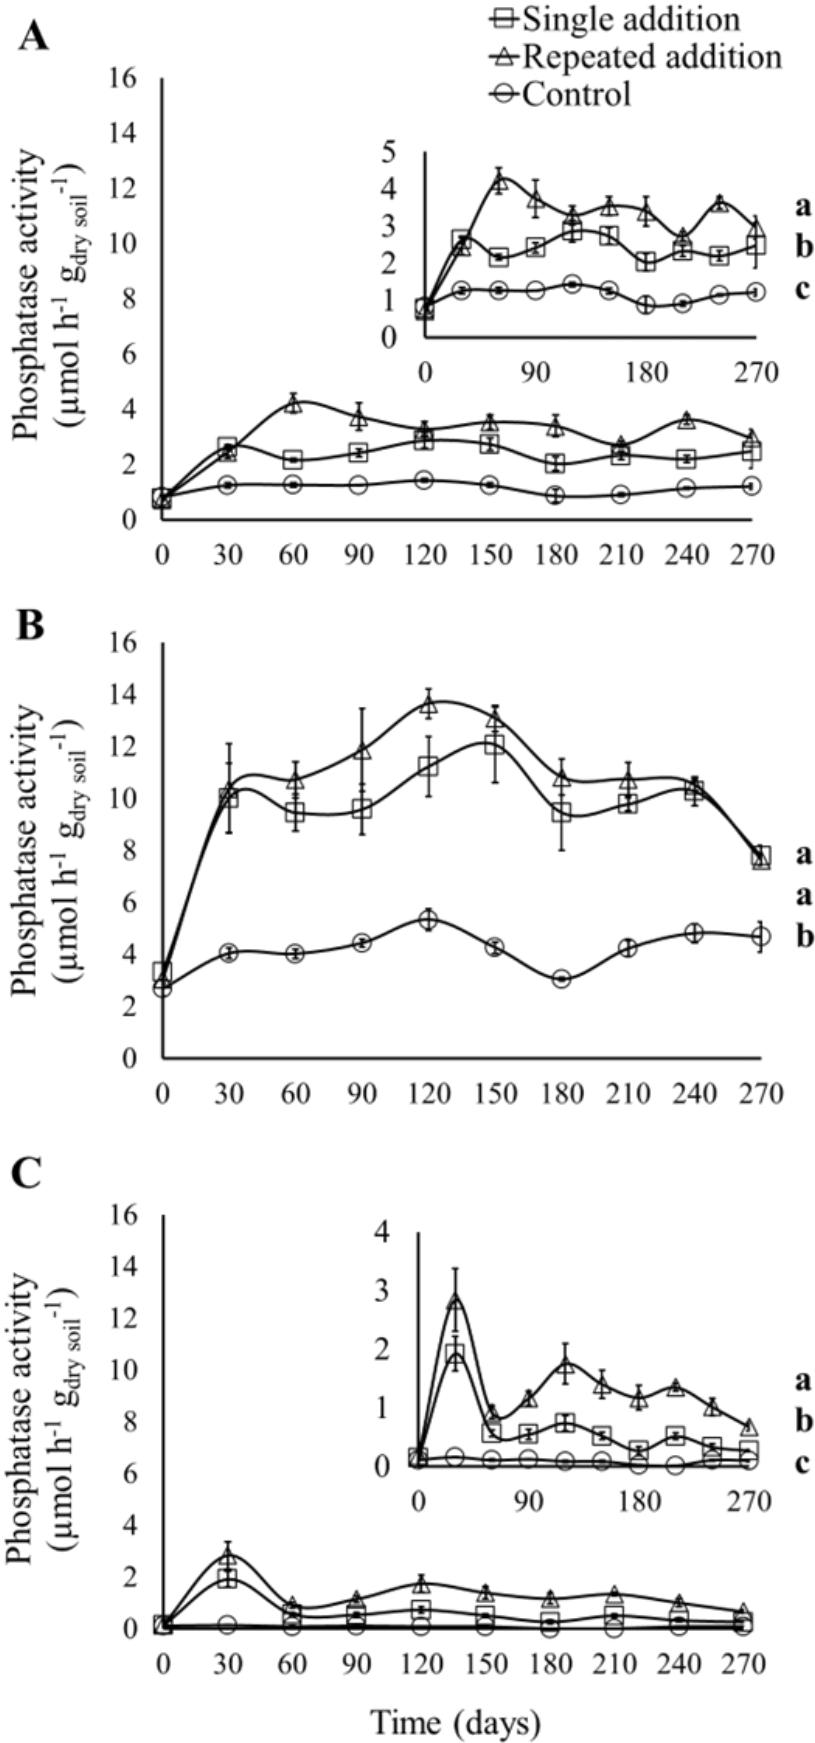 A
Single addition
Repeated addition
Control
Phosphatase activity
(µmol h-1 gdry soil-1)
16
14
12
10
8
6
4
2
0
0 30 60 90 120 150 180 210 240 270
5
4
3
2
1
0
0 90 180 270
a
b
c
B
Phosphatase activity
(µmol h-1 gdry soil-1)
16
14
12
10
8
6
4
2
0
0 30 60 90 120 150 180 210 240 270
a
a
b
C
Phosphatase activity
(µmol h-1 gdry soil-1)
16
14
12
10
8
6
4
2
0
0 30 60 90 120 150 180 210 240 270
4
3
2
1
0
0 90 180 270
a
b
c
Time (days)